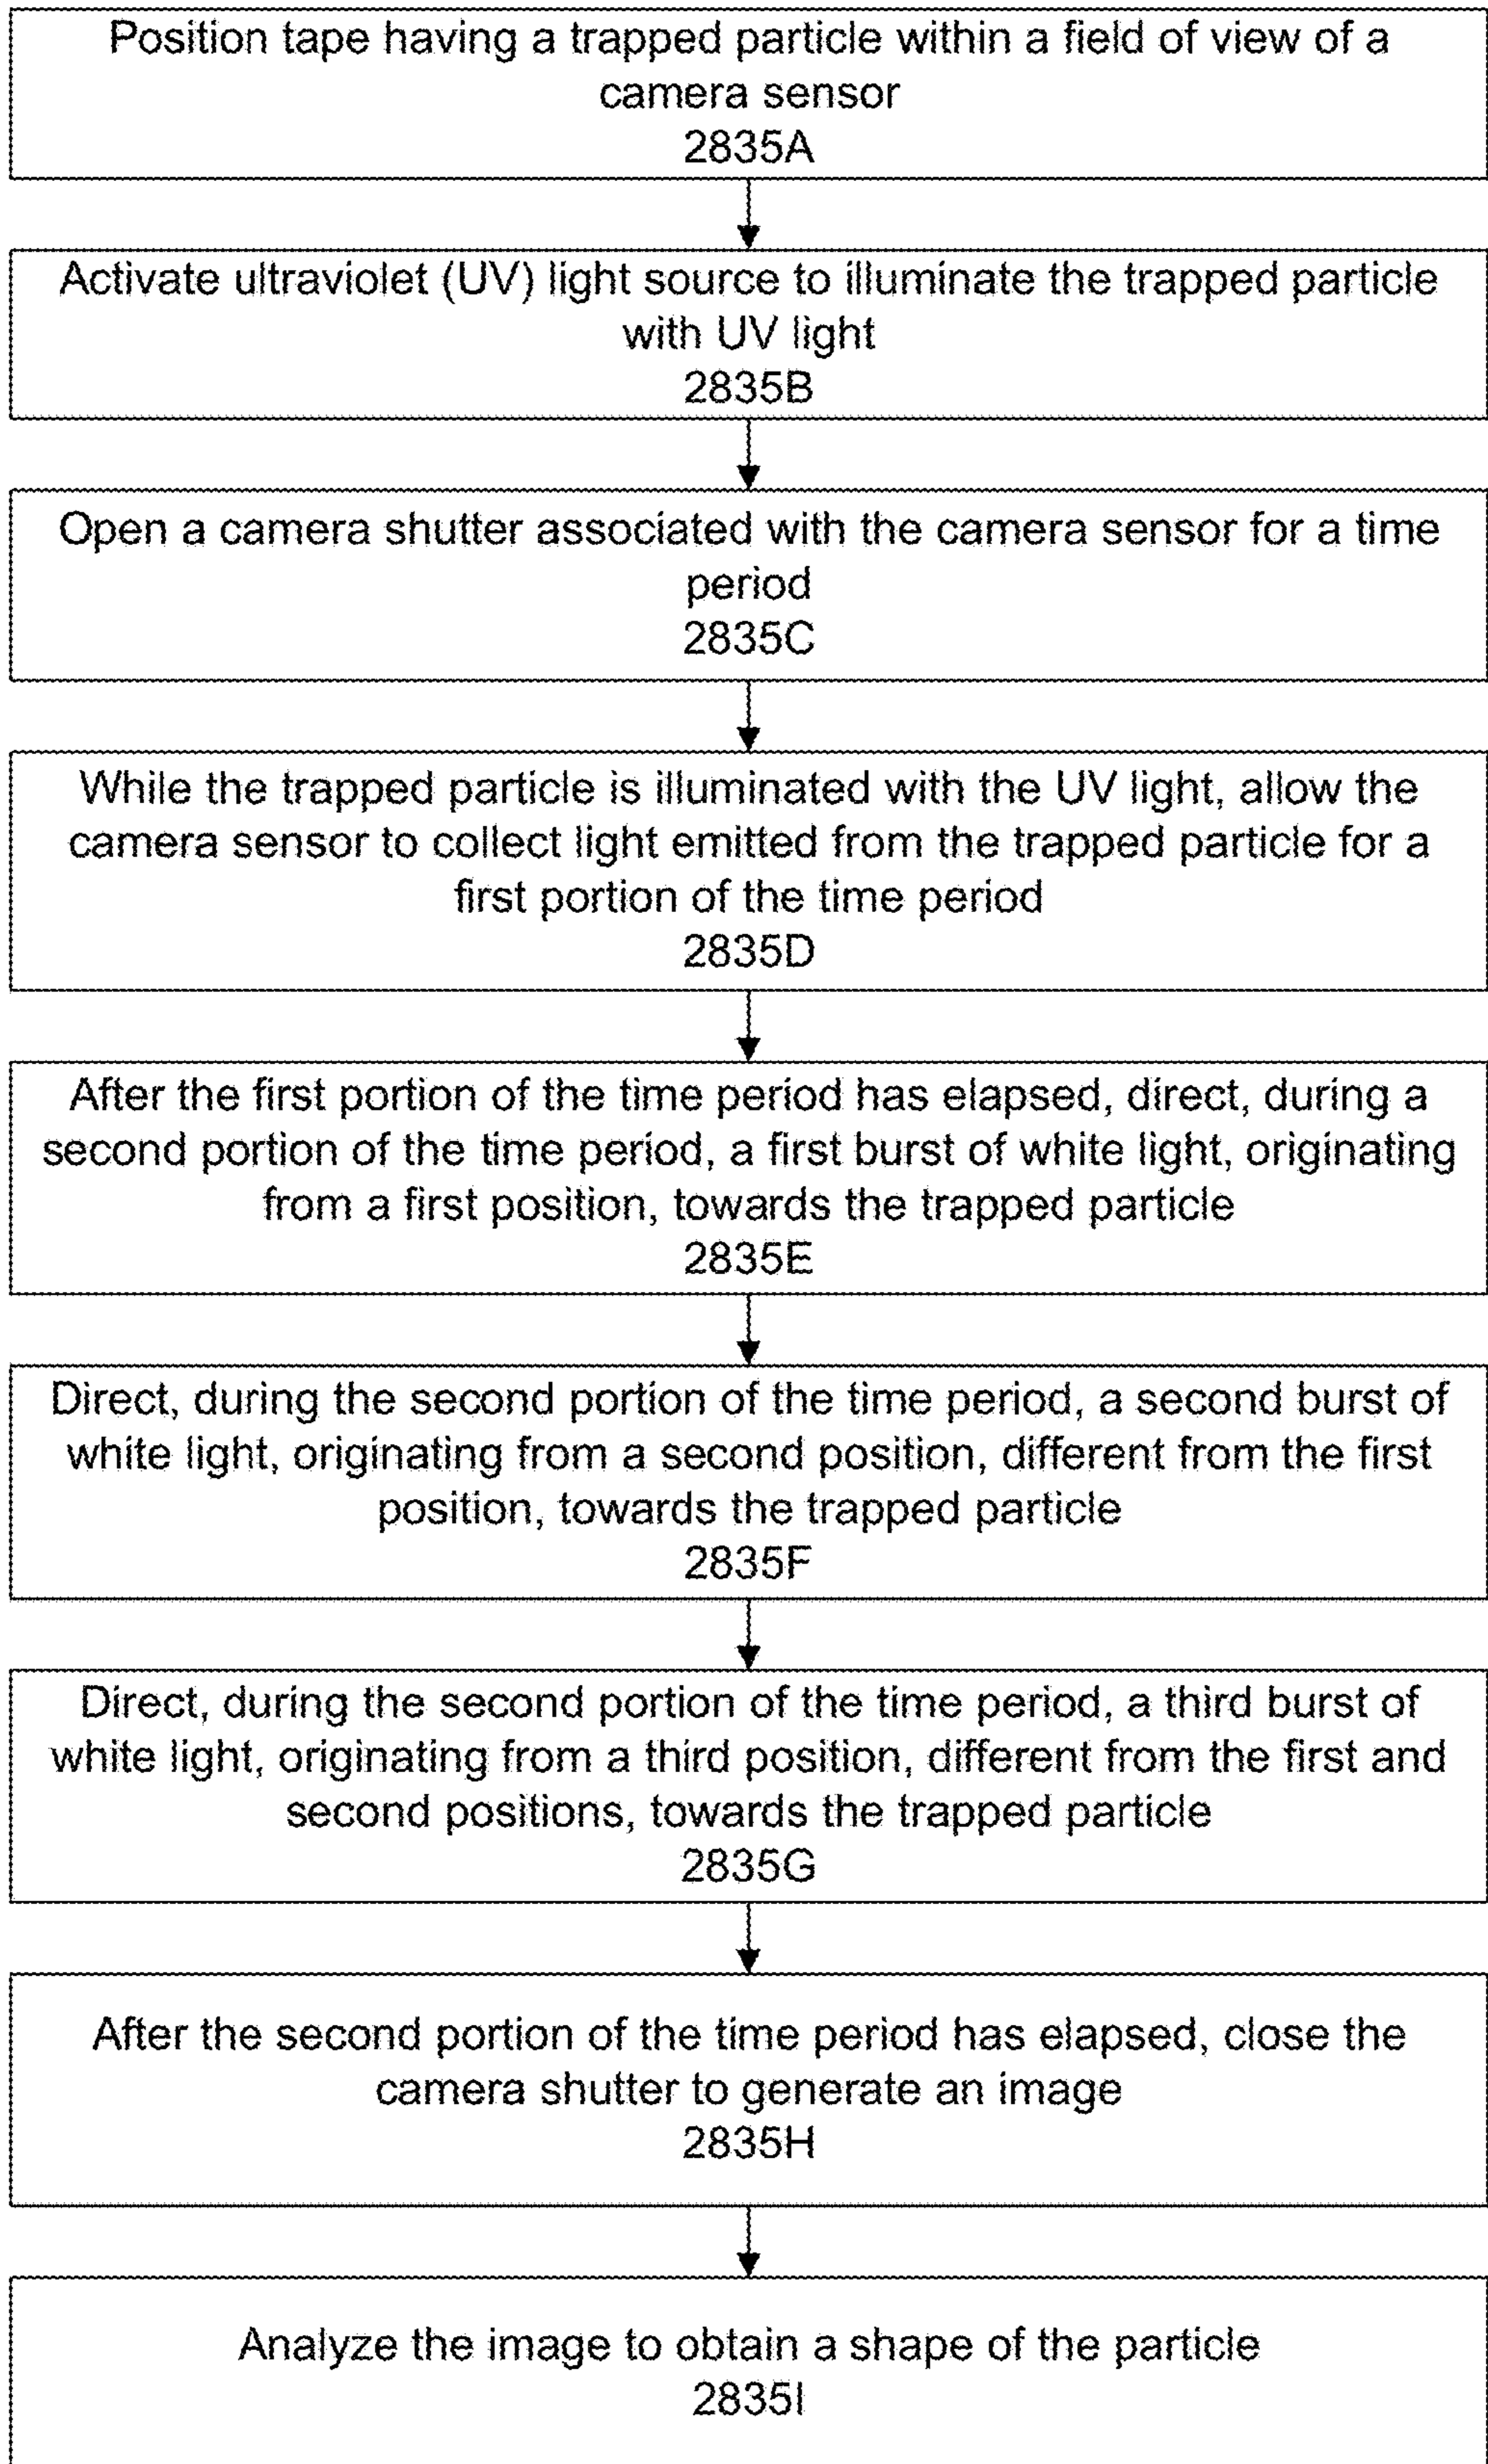 Position tape having a trapped particle within a field of view of a
camera sensor
2835A
Activate ultraviolet (UV) light source to illuminate the trapped particle
with UV light
2835B
Open a camera shutter associated with the camera sensor for a time
period
2835C
While the trapped particle is illuminated with the UV light, allow the
camera sensor to collect light emitted from the trapped particle for a
first portion of the time period
2835D
After the first portion of the time period has elapsed, direct, during a
second portion of the time period, a first burst of white light, originating
from a first position, towards the trapped particle
2835E
Direct, during the second portion of the time period, a second burst of
white light, originating from a second position, different from the first
position, towards the trapped particle
2835F
Direct, during the second portion of the time period, a third burst of
white light, originating from a third position, different from the first and
second positions, towards the trapped particle
2835G
After the second portion of the time period has elapsed, close the
camera shutter to generate an image
2835H
Analyze the image to obtain a shape of the particle
2835I